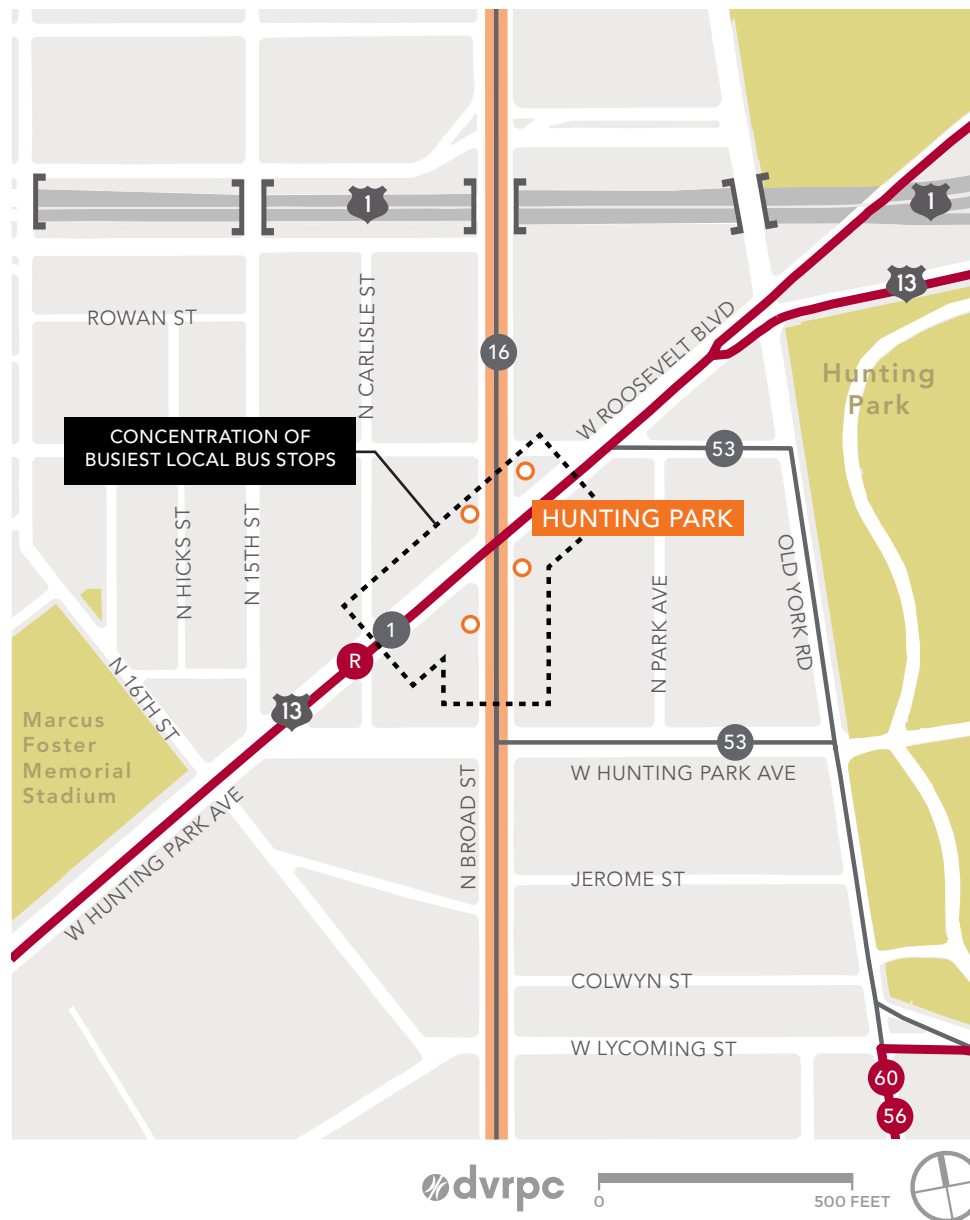 1
1
13
ROWAN ST
N CARLISLE ST
16
W ROOSEVELT BLVD
Hunting
Park
CONCENTRATION OF
BUSIEST LOCAL BUS STOPS
53
HUNTING PARK
N HICKS ST
N 15TH ST
OLD YORK RD
N PARK AVE
1
R
13
N 16TH ST
Marcus
Foster
Memorial
Stadium
53
W HUNTING PARK AVE
W HUNTING PARK AVE
N BROAD ST
JEROME ST
COLWYN ST
W LYCOMING ST
60
56
dvrpc
0
500 FEET